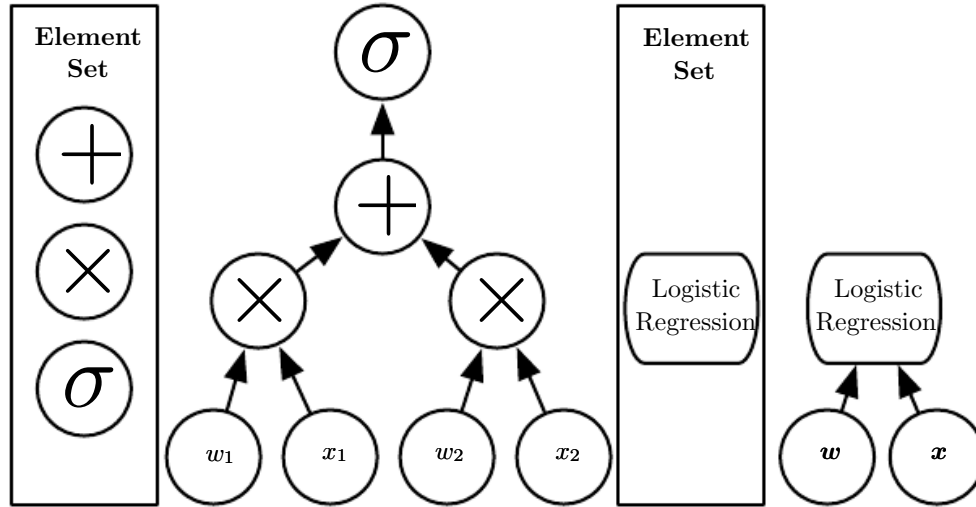 Element
Set
+
×
σ
σ
+
×
×
w₁
x₁
w₂
x₂
Element
Set
Logistic
Regression
Logistic
Regression
w
x